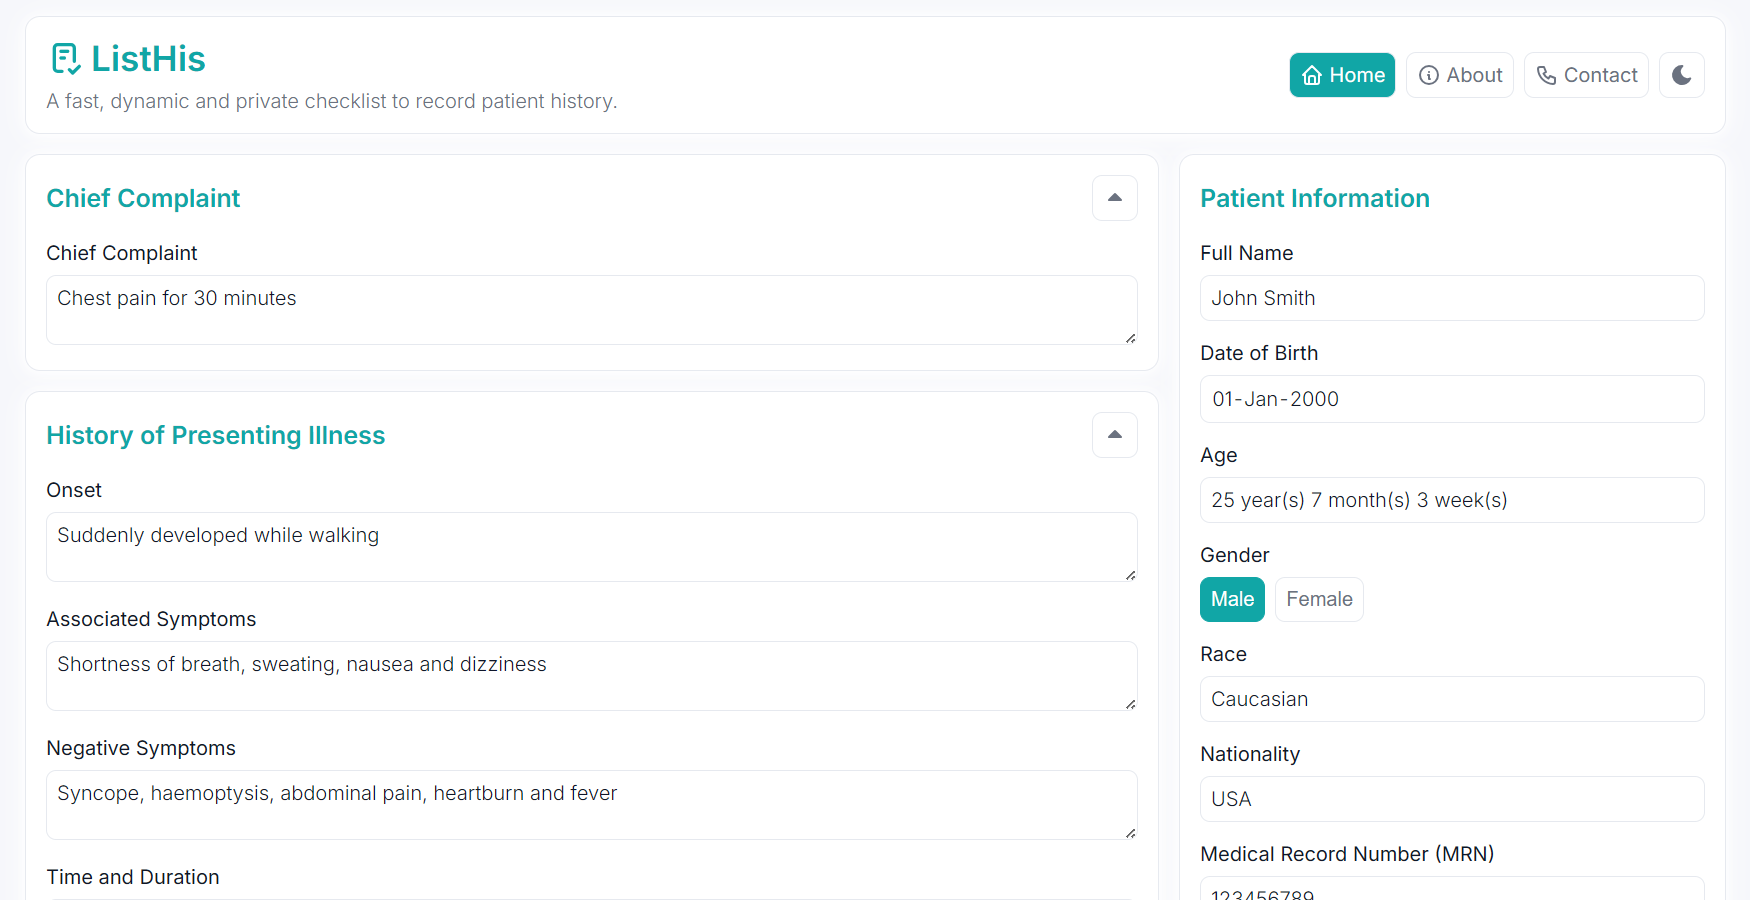 ListHis
A fast, dynamic and private checklist to record patient history.
Home
About
Contact
Chief Complaint
Chief Complaint
Chest pain for 30 minutes
History of Presenting Illness
Onset
Suddenly developed while walking
Associated Symptoms
Shortness of breath, sweating, nausea and dizziness
Negative Symptoms
Syncope, haemoptysis, abdominal pain, heartburn and fever
Time and Duration
Patient Information
Full Name
John Smith
Date of Birth
01-Jan-2000
Age
25 year(s) 7 month(s) 3 week(s)
Gender
Male
Female
Race
Caucasian
Nationality
USA
Medical Record Number (MRN)
123456789